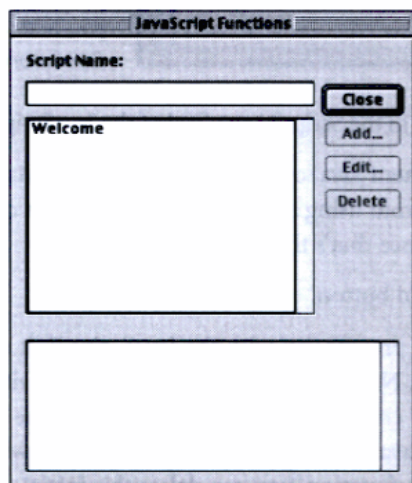 JavaScript Functions
Script Name:
Close
Welcome
Add...
Edit...
Delete